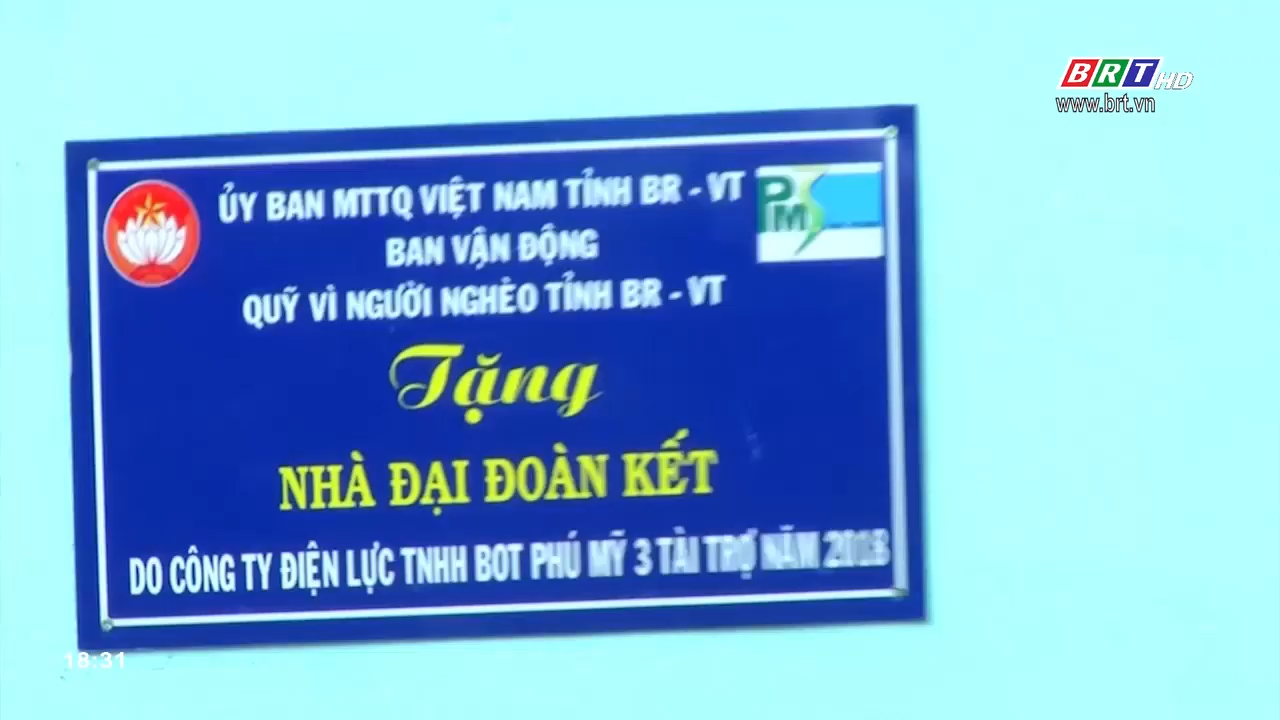 BRT HD
www.brt.vn
ỦY BAN MTTQ VIỆT NAM TỈNH BR - VT
PMS
BAN VẬN ĐỘNG
QUỸ VÌ NGƯỜI NGHÈO TỈNH BR - VT
Tặng
NHÀ ĐẠI ĐOÀN KẾT
DO CÔNG TY ĐIỆN LỰC TNHH BOT PHÚ MỸ 3 TÀI TRỢ NĂM
18:31